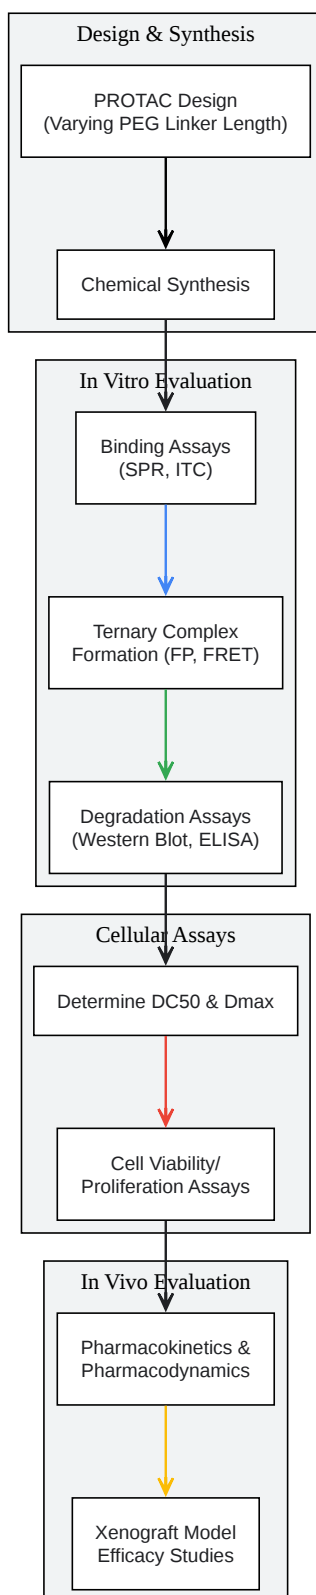 Design & Synthesis
PROTAC Design
(Varying PEG Linker Length)
Chemical Synthesis
In Vitro Evaluation
Binding Assays
(SPR, ITC)
Ternary Complex
Formation (FP, FRET)
Degradation Assays
(Western Blot, ELISA)
Cellular Assays
Determine DC50 & Dmax
Cell Viability/
Proliferation Assays
In Vivo Evaluation
Pharmacokinetics &
Pharmacodynamics
Xenograft Model
Efficacy Studies